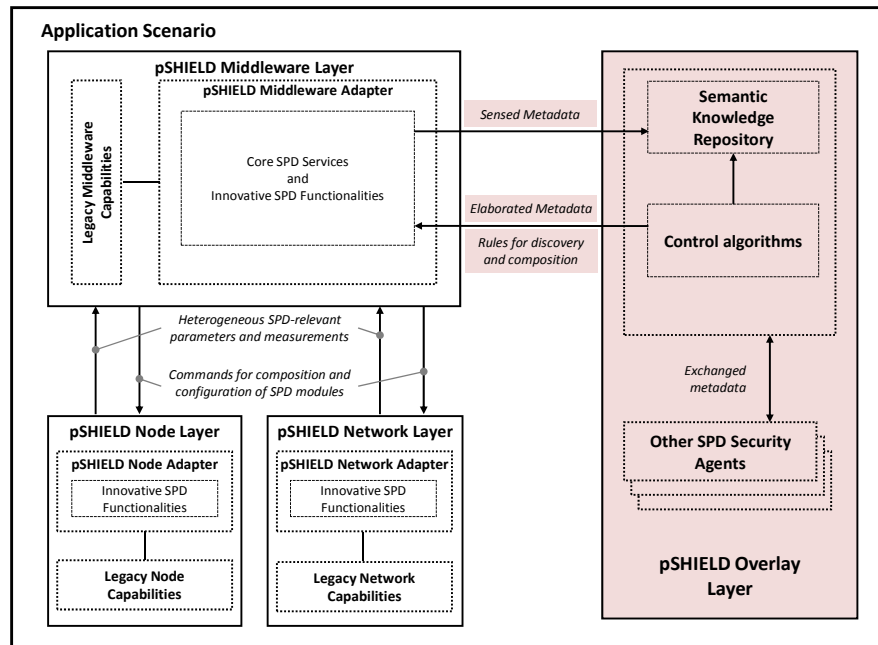 Application Scenario
pSHIELD Middleware Layer
pSHIELD Middleware Adapter
Legacy Middleware
Capabilities
Core SPD Services
and
Innovative SPD Functionalities
Sensed Metadata
Elaborated Metadata
Rules for discovery
and composition
Semantic
Knowledge
Repository
Control algorithms
Heterogeneous SPD-relevant
parameters and measurements
Commands for composition and
configuration of SPD modules
Exchanged
metadata
Other SPD Security
Agents
pSHIELD Overlay
Layer
pSHIELD Node Layer
pSHIELD Node Adapter
Innovative SPD
Functionalities
Legacy Node
Capabilities
pSHIELD Network Layer
pSHIELD Network Adapter
Innovative SPD
Functionalities
Legacy Network
Capabilities